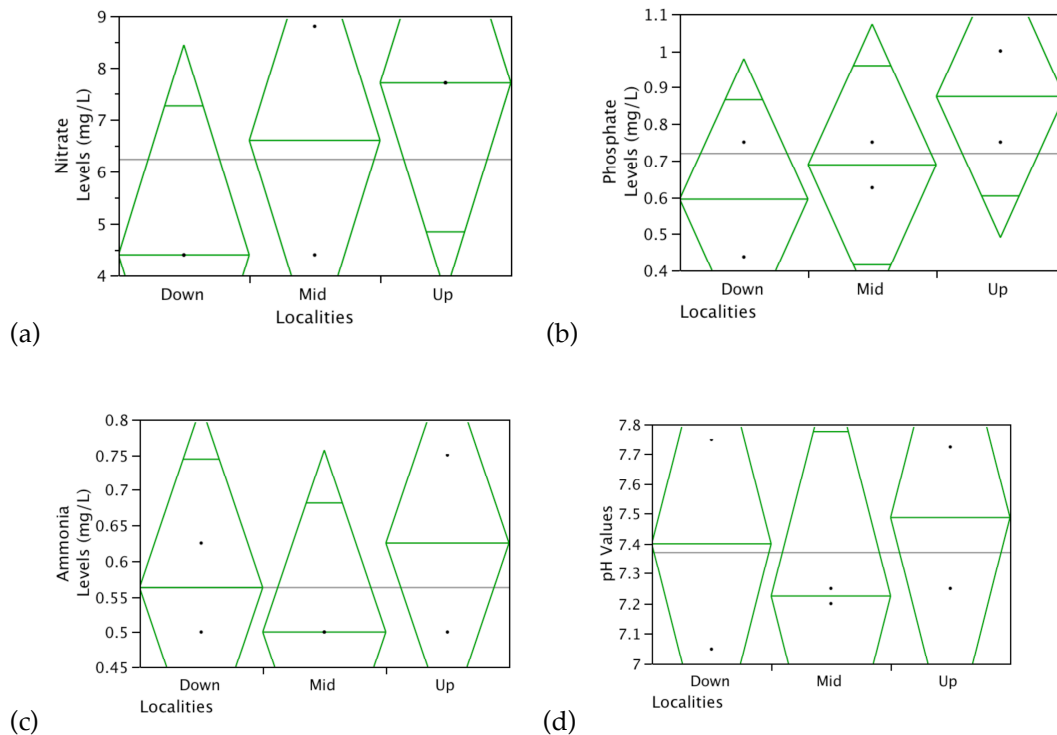 (a)
Nitrate
Levels (mg/L)
9
8
7
6
5
4
Down Mid Up
Localities
(b)
Phosphate
Levels (mg/L)
1.1
1
0.9
0.8
0.7
0.6
0.5
0.4
Down Mid Up
Localities
(c)
Ammonia
Levels (mg/L)
0.8
0.75
0.7
0.65
0.6
0.55
0.5
0.45
Down Mid Up
Localities
(d)
pH Values
7.8
7.7
7.6
7.5
7.4
7.3
7.2
7.1
7
Down Mid Up
Localities